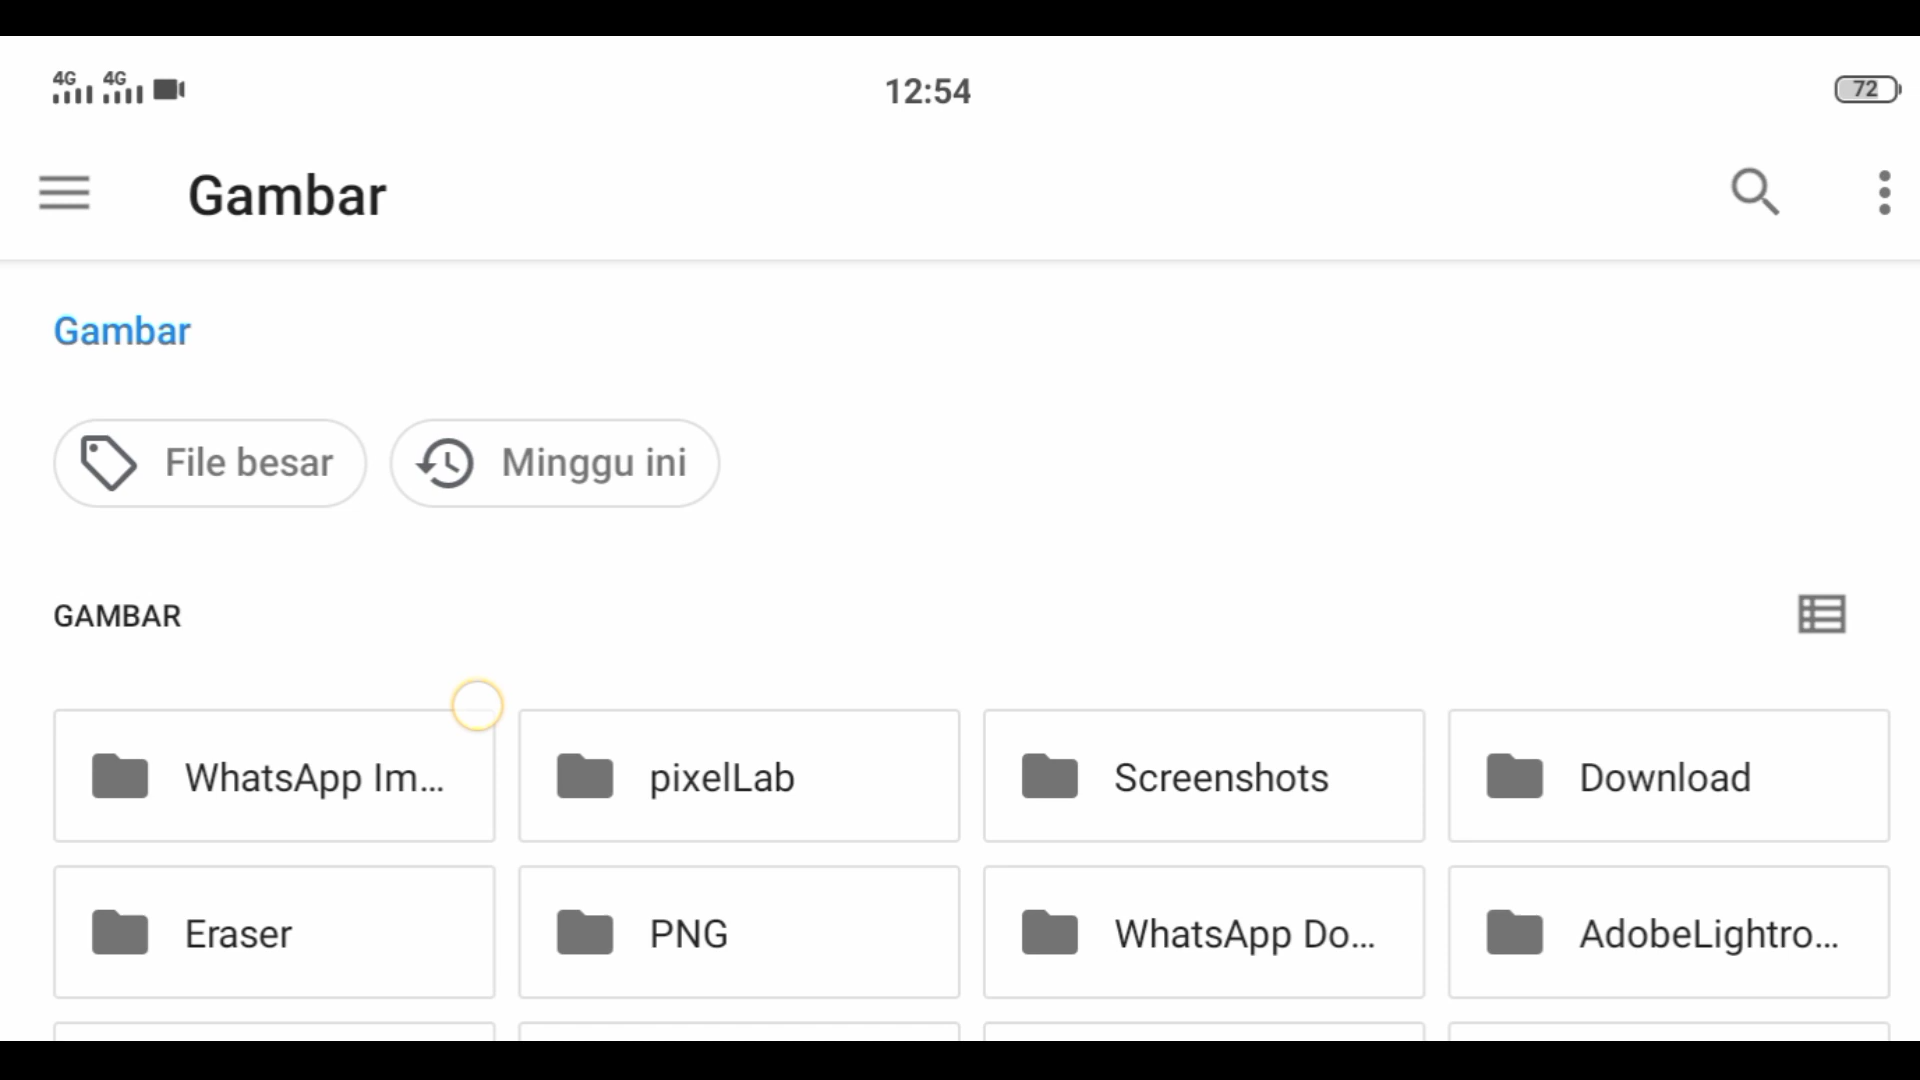 4G 4G 12:54 72
Gambar
Gambar
File besar Minggu ini
GAMBAR
WhatsApp Im... pixelLab Screenshots Download
Eraser PNG WhatsApp Do... AdobeLightro...